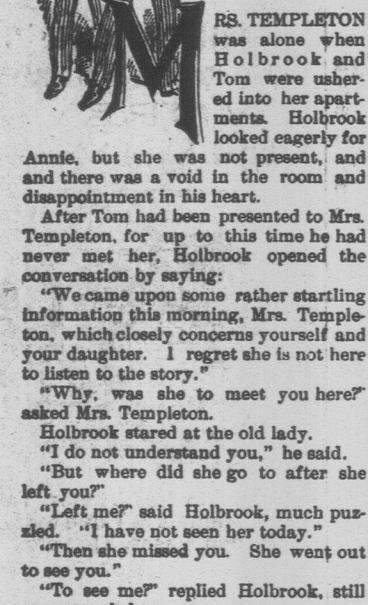 MRS. TEMPLETON
was alone when
Holbrook and
Tom were usher-
ed into her apart-
ments. Holbrook
looked eagerly for
Annie, but she was not present, and
and there was a void in the room and
disappointment in his heart.
After Tom had been presented to Mrs.
Templeton, for up to this time he had
never met her, Holbrook opened the
conversation by saying:
"We came upon some rather startling
information this morning, Mrs. Temple-
ton, which closely concerns yourself and
your daughter. I regret she is not here
to listen to the story."
"Why, was she to meet you here?"
asked Mrs. Templeton.
Holbrook stared at the old lady.
"I do not understand you," he said.
"But where did she go to after she
left you?"
"Left me?" said Holbrook, much puz-
zled. "I have not seen her today."
"Then she missed you. She went out
to see you."
"To see me?" replied Holbrook, still